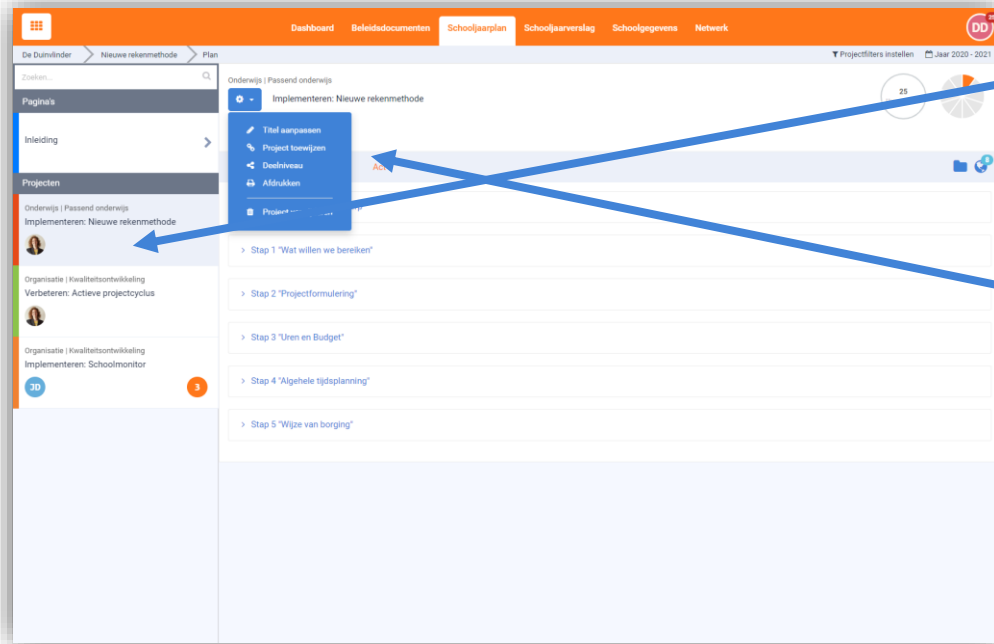 Dashboard Beleidsdocumenten Schooljaarplan Schooljaarverslag Schoolgegevens Netwerk
DD
De Duinvlinder Nieuwe rekenmethode Plan
Projectfilters instellen Jaar 2020 - 2021
Zoeken...
Pagina's
Inleiding
Projecten
Onderwijs | Passend onderwijs
Implementeren: Nieuwe rekenmethode
Organisatie | Kwaliteitsontwikkeling
Verbeteren: Actieve projectcyclus
Organisatie | Kwaliteitsontwikkeling
Implementeren: Schoolmonitor
JD 3
Onderwijs | Passend onderwijs
Implementeren: Nieuwe rekenmethode
25
Titel aanpassen
Project toewijzen
Deelniveau
Afdrukken
Project
Stap 1 "Wat willen we bereiken"
Stap 2 "Projectformulering"
Stap 3 "Uren en Budget"
Stap 4 "Algehele tijdsplanning"
Stap 5 "Wijze van borging"